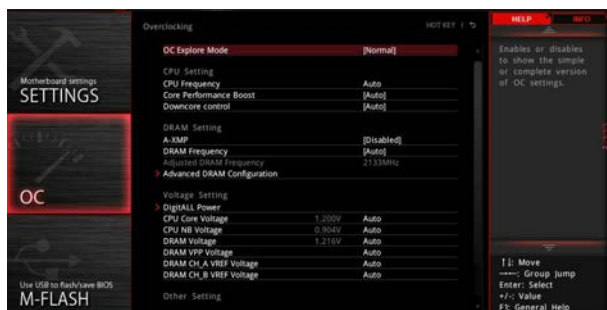 Overclocking
HOT KEY
HELP
INFO
OC Explore Mode [Normal]
CPU Setting
CPU Frequency Auto
Core Performance Boost [Auto]
Downcore control [Auto]
DRAM Setting
A-XMP [Disabled]
DRAM Frequency [Auto]
Adjusted DRAM Frequency 2133MHz
> Advanced DRAM Configuration
Voltage Setting
> DigitALL Power
CPU Core Voltage 1.200V Auto
CPU NB Voltage 0.904V Auto
DRAM Voltage 1.216V Auto
DRAM VPP Voltage Auto
DRAM CH_A VREF Voltage Auto
DRAM CH_B VREF Voltage Auto
Other Setting
Motherboard settings
SETTINGS
OC
Use USB to flash/save BIOS
M-FLASH
Enables or disables
to show the simple
or complete version
of OC settings.
↑↓: Move
→←: Group Jump
Enter: Select
+/-: Value
F1: General Help